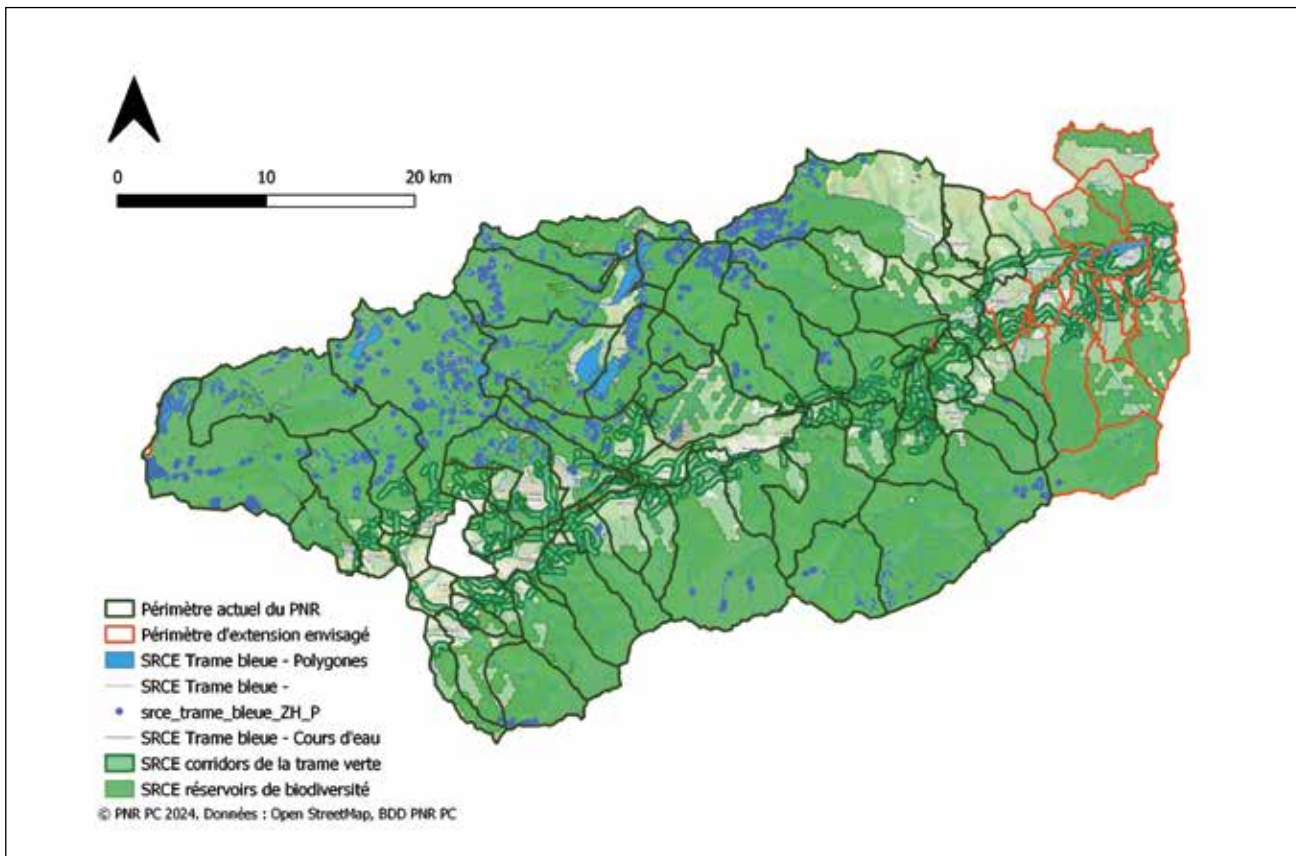 0 10 20 km
Périmètre actuel du PNR
Périmètre d'extension envisagé
SRCE Trame bleue - Polygones
SRCE Trame bleue -
srce_trame_bleue_ZH_P
SRCE Trame bleue - Cours d'eau
SRCE corridors de la trame verte
SRCE réservoirs de biodiversité
© PNR PC 2024, Données : Open StreetMap, BDD PNR PC